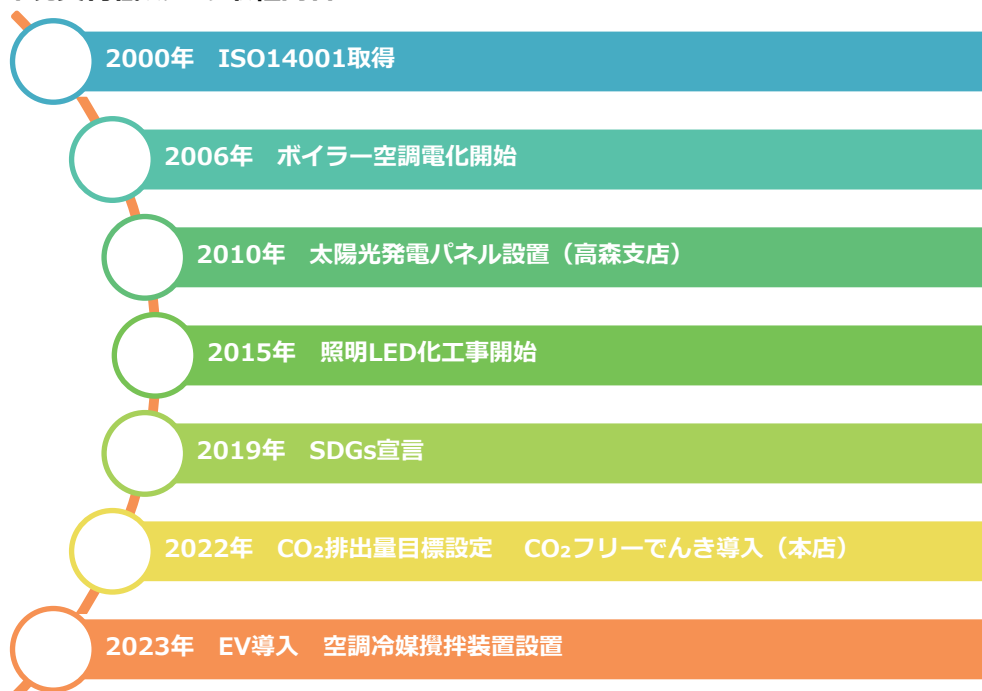 2000年　ISO14001取得
2006年　ボイラー空調電化開始
2010年　太陽光発電パネル設置（高森支店）
2015年　照明LED化工事開始
2019年　SDGs宣言
2022年　CO₂排出量目標設定　CO₂フリーでんき導入（本店）
2023年　EV導入　空調冷媒攪拌装置設置